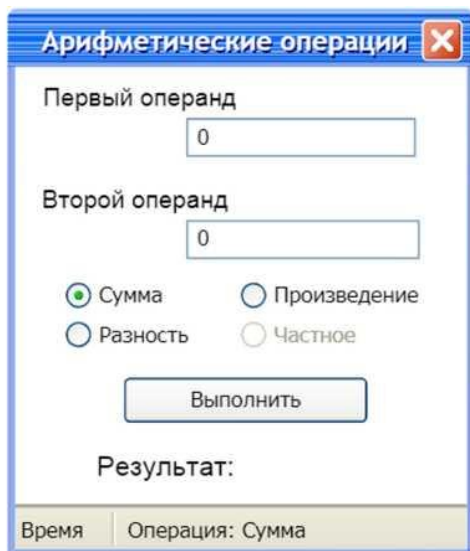 Арифметические операции
Первый операнд
0
Второй операнд
0
Сумма Произведение
Разность Частное
Выполнить
Результат:
Время Операция: Сумма